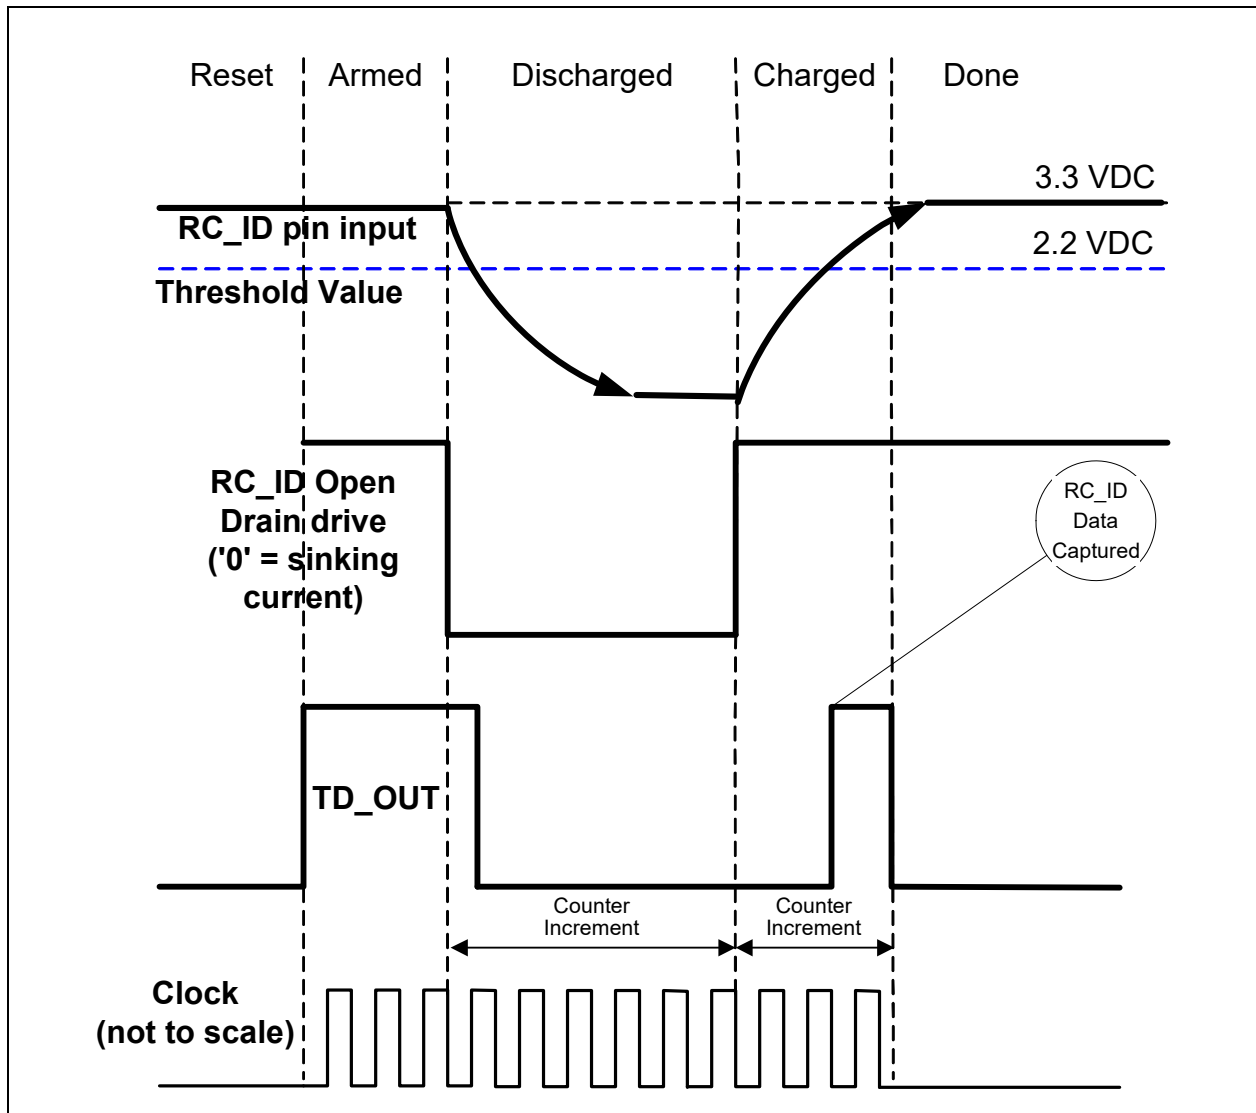 Reset Armed Discharged Charged Done
3.3 VDC
RC_ID pin input
2.2 VDC
Threshold Value
RC_ID Open
Drain drive
('0' = sinking
current)
RC_ID
Data
Captured
TD_OUT
Counter
Increment
Counter
Increment
Clock
(not to scale)